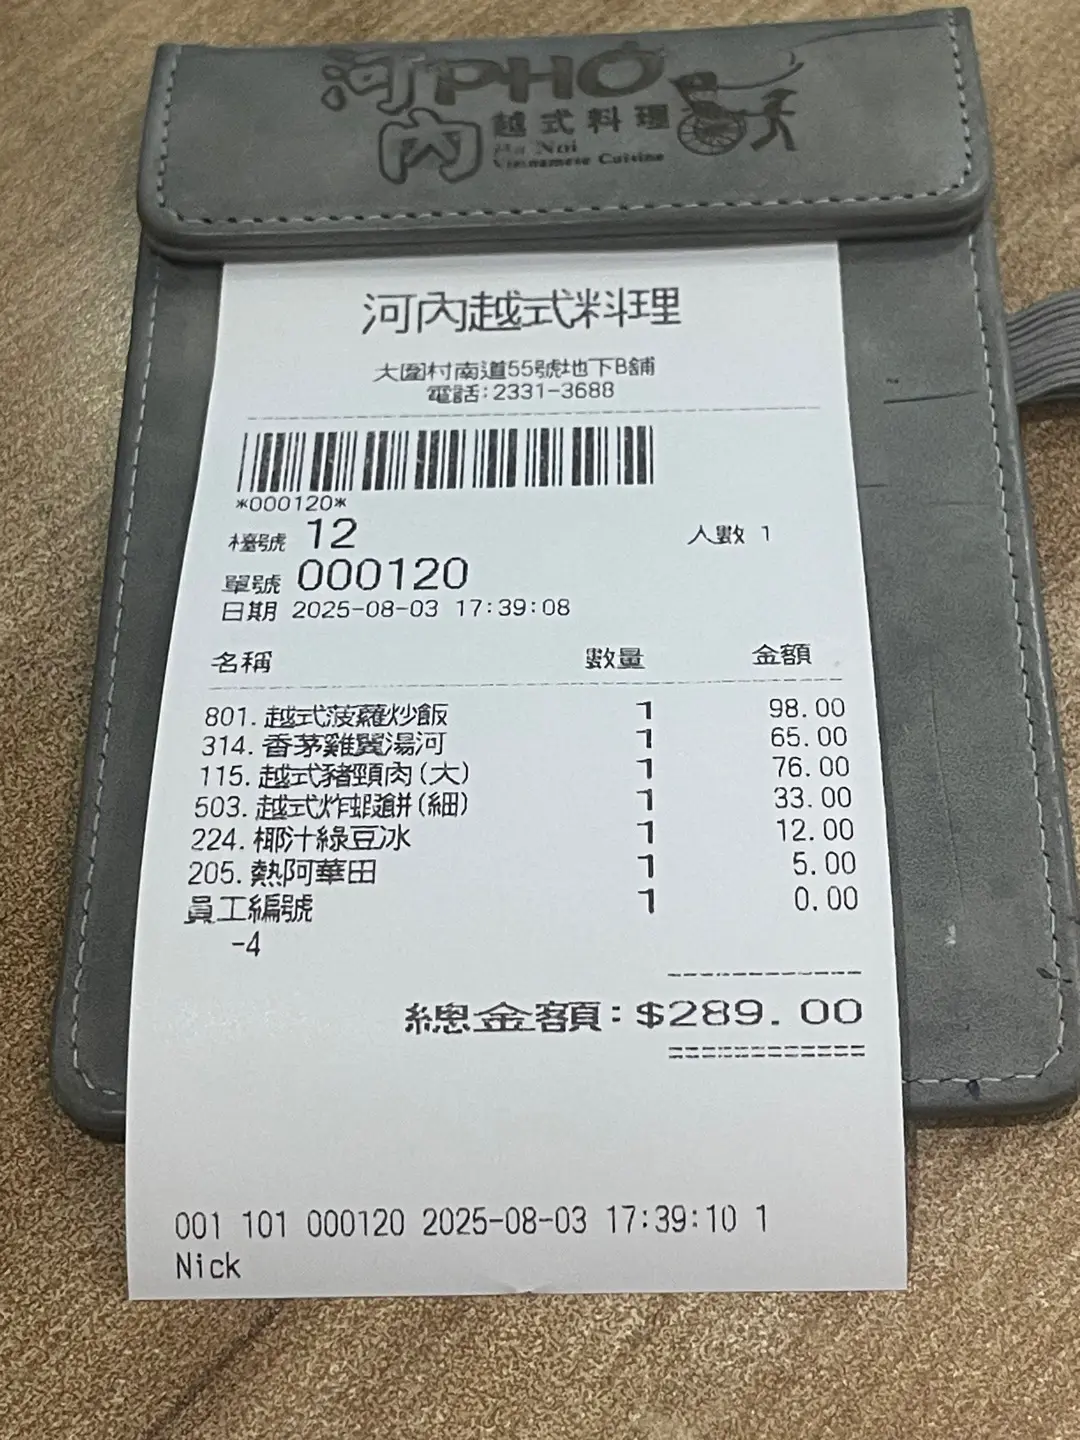 河內 PHỞ
越式料理
Ha Noi
Vietnamese Cuisine
河內越式料理
大圍村南道55號地下B舖
電話:2331-3688
*000120*
檯號 12 人數 1
單號 000120
日期 2025-08-03 17:39:08
名稱 數量 金額
801. 越式菠蘿炒飯 1 98.00
314. 香茅雞翼湯河 1 65.00
115. 越式豬頸肉(大) 1 76.00
503. 越式炸蝦餅(細) 1 33.00
224. 椰汁綠豆冰 1 12.00
205. 熱阿華田 1 5.00
員工編號 1 0.00
-4
總金額:$289.00
001 101 000120 2025-08-03 17:39:10 1
Nick